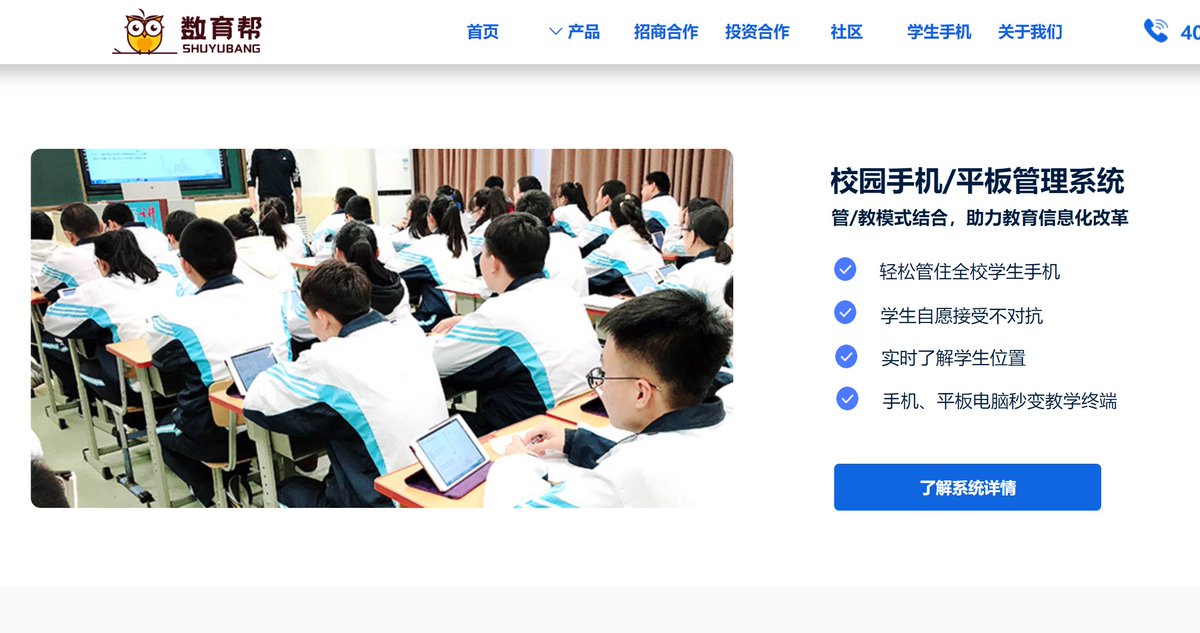 数育帮
SHUYUBANG
首页
产品
招商合作
投资合作
社区
学生手机
关于我们
40
校园手机/平板管理系统
管/教模式结合，助力教育信息化改革
轻松管住全校学生手机
学生自愿接受不对抗
实时了解学生位置
手机、平板电脑秒变教学终端
了解系统详情